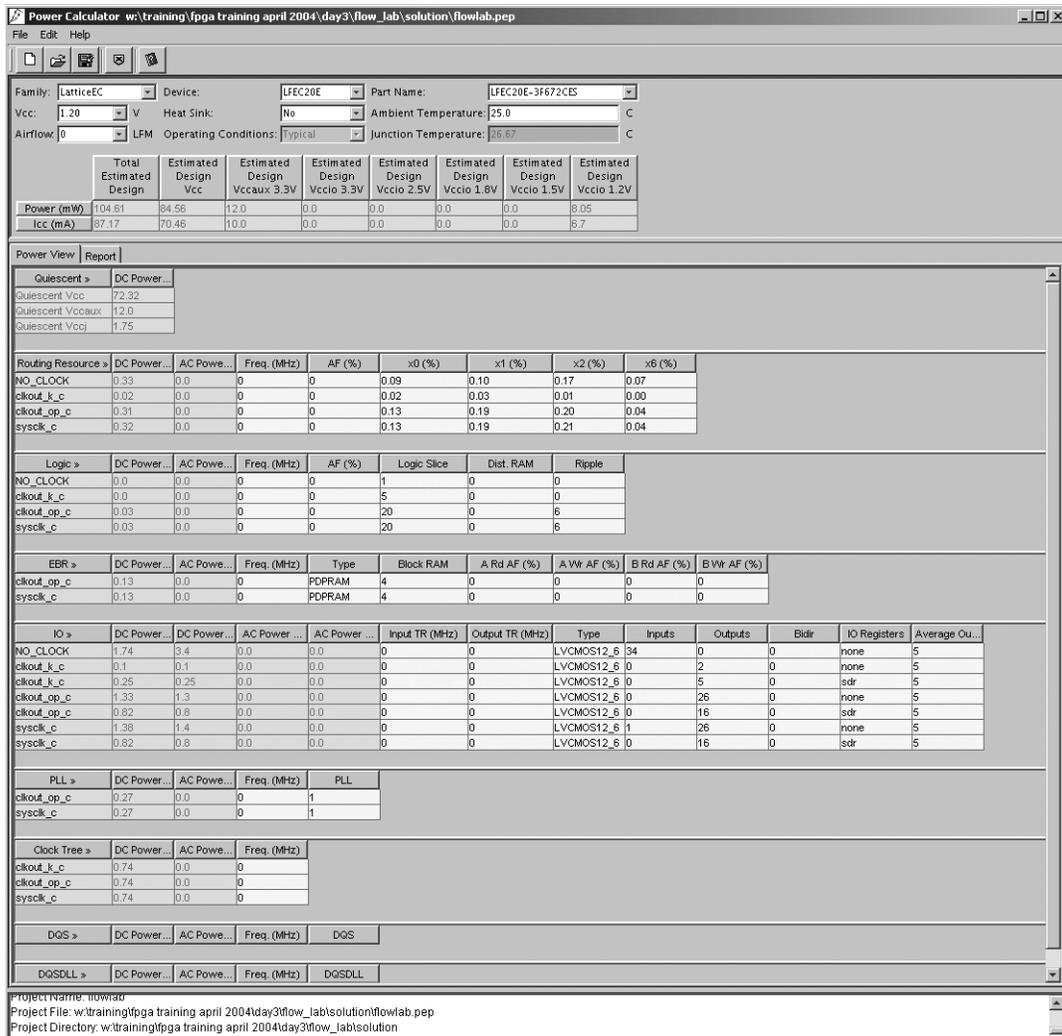 Power Calculator w:\training\fpga training april 2004\day3\flow_lab\solution\flowlab.pep
File Edit Help
Family: LatticeEC Device: LFEC20E Part Name: LFEC20E-3F672CES
Vcc: 1.20 V Heat Sink: No Ambient Temperature: 25.0 C
Airflow: 0 LFM Operating Conditions: Typical Junction Temperature: 26.67 C
Total Estimated Design Estimated Design Vcc Estimated Design Vccaux 3.3V Estimated Design Vccio 3.3V Estimated Design Vccio 2.5V Estimated Design Vccio 1.8V Estimated Design Vccio 1.5V Estimated Design Vccio 1.2V
Power (mW) 104.61 84.56 12.0 0.0 0.0 0.0 0.0 8.05
Icc (mA) 87.17 70.46 10.0 0.0 0.0 0.0 0.0 6.7
Power View Report
Quiescent » DC Power...
Quiescent Vcc 72.32
Quiescent Vccaux 12.0
Quiescent Vccj 1.75
Routing Resource » DC Power... AC Powe... Freq. (MHz) AF (%) x0 (%) x1 (%) x2 (%) x6 (%)
NO_CLOCK 0.33 0.0 0 0 0.09 0.10 0.17 0.07
clkout_k_c 0.02 0.0 0 0 0.02 0.03 0.01 0.00
clkout_op_c 0.31 0.0 0 0 0.13 0.19 0.20 0.04
sysclk_c 0.32 0.0 0 0 0.13 0.19 0.21 0.04
Logic » DC Power... AC Powe... Freq. (MHz) AF (%) Logic Slice Dist. RAM Ripple
NO_CLOCK 0.0 0.0 0 0 1 0 0
clkout_k_c 0.0 0.0 0 0 5 0 0
clkout_op_c 0.03 0.0 0 0 20 0 6
sysclk_c 0.03 0.0 0 0 20 0 6
EBR » DC Power... AC Powe... Freq. (MHz) Type Block RAM A Rd AF (%) A Wr AF (%) B Rd AF (%) B Wr AF (%)
clkout_op_c 0.13 0.0 0 PDPRAM 4 0 0 0 0
sysclk_c 0.13 0.0 0 PDPRAM 4 0 0 0 0
IO » DC Power... DC Power... AC Power ... AC Power ... Input TR (MHz) Output TR (MHz) Type Inputs Outputs Bidir IO Registers Average Ou...
NO_CLOCK 1.74 3.4 0.0 0.0 0 0 LVCMOS12_6 34 0 0 none 5
clkout_k_c 0.1 0.1 0.0 0.0 0 0 LVCMOS12_6 0 2 0 none 5
clkout_k_c 0.25 0.25 0.0 0.0 0 0 LVCMOS12_6 0 5 0 sdr 5
clkout_op_c 1.33 1.3 0.0 0.0 0 0 LVCMOS12_6 0 26 0 none 5
clkout_op_c 0.82 0.8 0.0 0.0 0 0 LVCMOS12_6 0 16 0 sdr 5
sysclk_c 1.38 1.4 0.0 0.0 0 0 LVCMOS12_6 1 26 0 none 5
sysclk_c 0.82 0.8 0.0 0.0 0 0 LVCMOS12_6 0 16 0 sdr 5
PLL » DC Power... AC Powe... Freq. (MHz) PLL
clkout_op_c 0.27 0.0 0 1
sysclk_c 0.27 0.0 0 1
Clock Tree » DC Power... AC Powe... Freq. (MHz)
clkout_k_c 0.74 0.0 0
clkout_op_c 0.74 0.0 0
sysclk_c 0.74 0.0 0
DQS » DC Power... AC Powe... Freq. (MHz) DQS
DQSDLL » DC Power... AC Powe... Freq. (MHz) DQSDLL
Project Name: flowlab
Project File: w:\training\fpga training april 2004\day3\flow_lab\solution\flowlab.pep
Project Directory: w:\training\fpga training april 2004\day3\flow_lab\solution